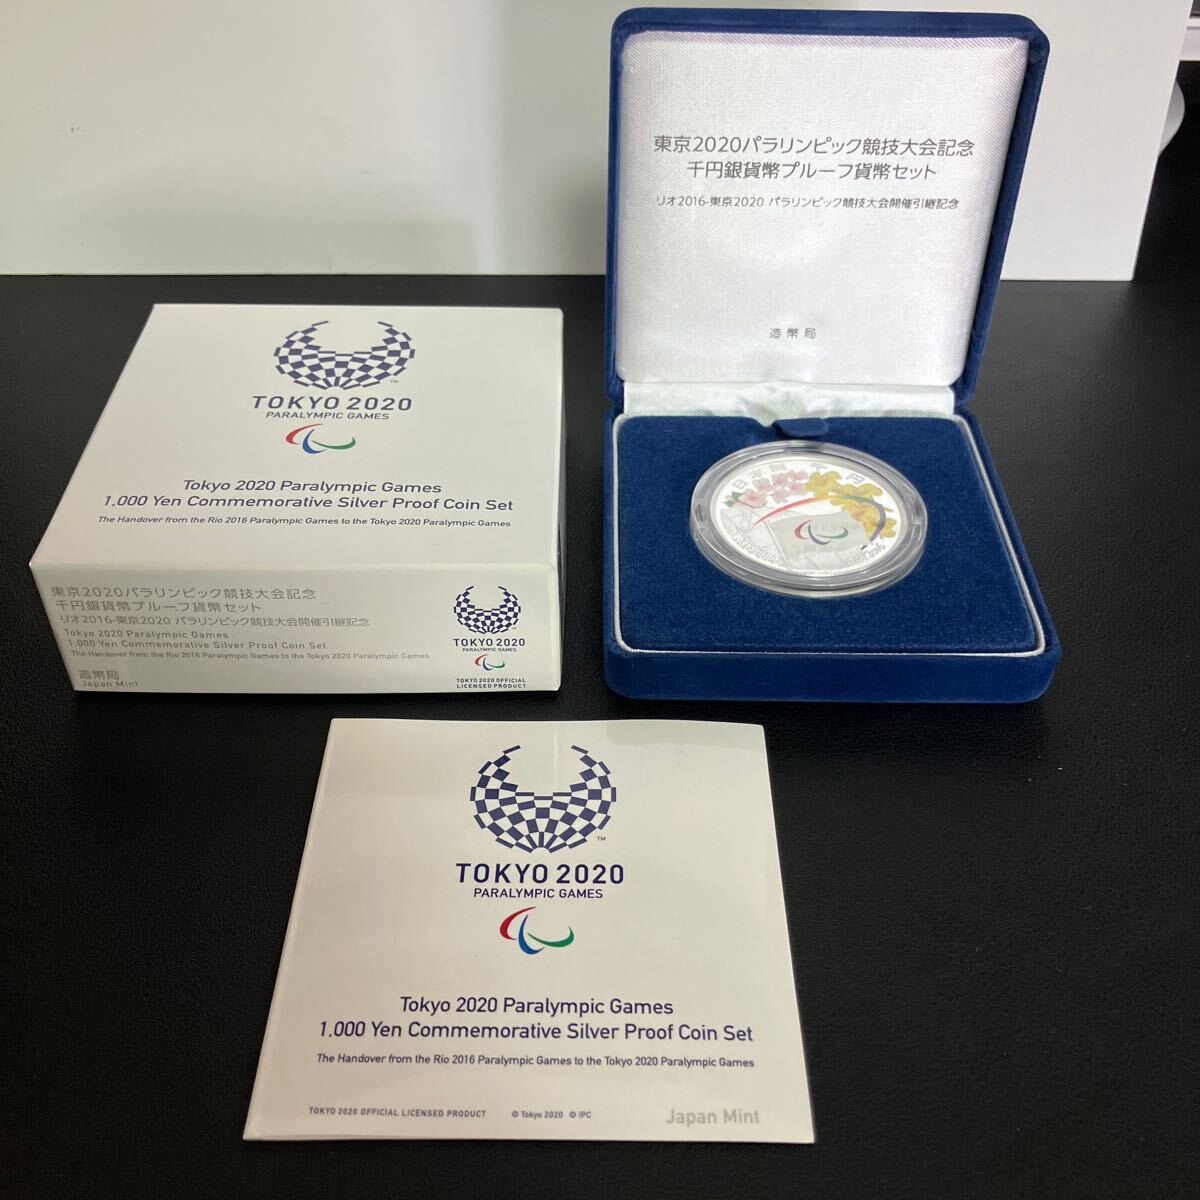 東京2020パラリンピック競技大会記念
千円銀貨幣プルーフ貨幣セット
リオ2016-東京2020 パラリンピック競技大会開催引継記念
造幣局
日本国 千円
TOKYO 2020
PARALYMPIC GAMES
Tokyo 2020 Paralympic Games
1,000 Yen Commemorative Silver Proof Coin Set
The Handover from the Rio 2016 Paralympic Games to the Tokyo 2020 Paralympic Games
東京2020パラリンピック競技大会記念
千円銀貨幣プルーフ貨幣セット
リオ2016-東京2020 パラリンピック競技大会開催引継記念
Tokyo 2020 Paralympic Games
1,000 Yen Commemorative Silver Proof Coin Set
The Handover from the Rio 2016 Paralympic Games to the Tokyo 2020 Paralympic Games
造幣局
Japan Mint
TOKYO 2020
PARALYMPIC GAMES
TOKYO 2020 OFFICIAL
LICENSED PRODUCT
TM
TOKYO 2020
PARALYMPIC GAMES
Tokyo 2020 Paralympic Games
1,000 Yen Commemorative Silver Proof Coin Set
The Handover from the Rio 2016 Paralympic Games to the Tokyo 2020 Paralympic Games
TOKYO 2020 OFFICIAL LICENSED PRODUCT © Tokyo 2020 © IPC
Japan Mint